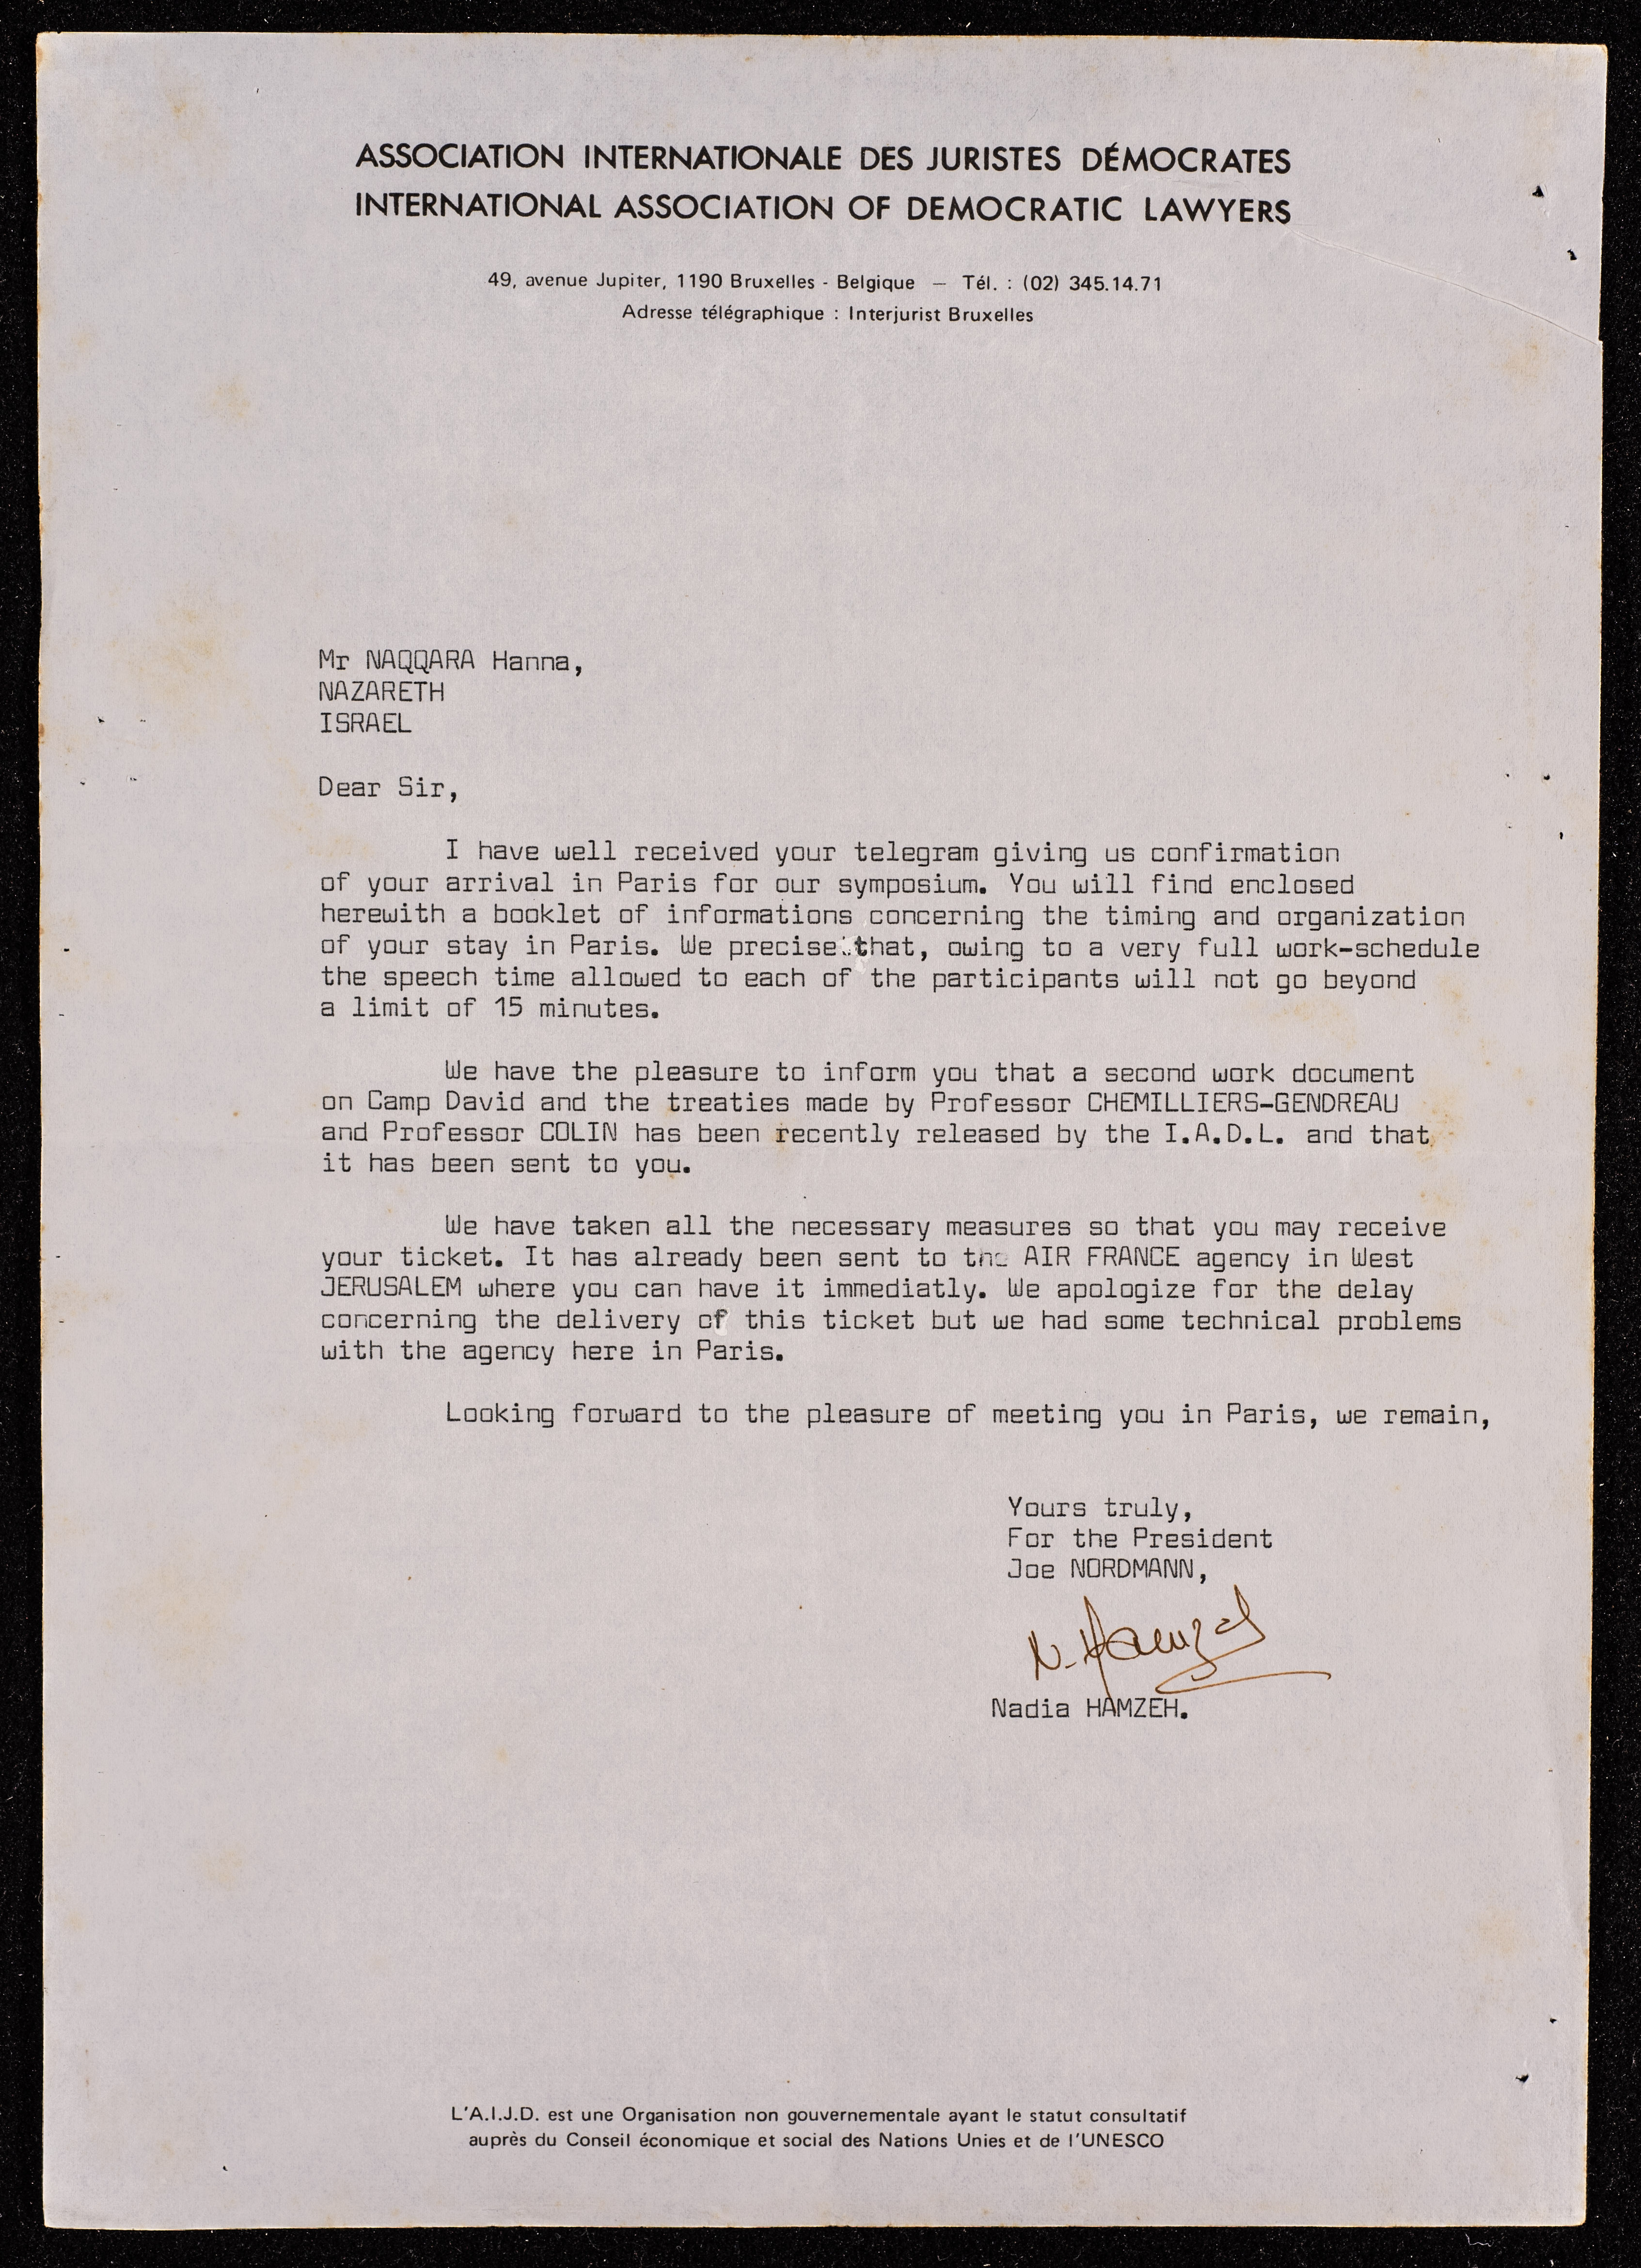 ASSOCIATION INTERNATIONALE DES JURISTES DÉMOCRATES
INTERNATIONAL ASSOCIATION OF DEMOCRATIC LAWYERS
49, avenue Jupiter, 1190 Bruxelles - Belgique — Tél. : (02) 345.14.71
Adresse télégraphique : Interjurist Bruxelles
Mr NAQQARA Hanna,
NAZARETH
ISRAEL
Dear Sir,
I have well received your telegram giving us confirmation
of your arrival in Paris for our symposium. You will find enclosed
herewith a booklet of informations concerning the timing and organization
of your stay in Paris. We precise that, owing to a very full work-schedule
the speech time allowed to each of the participants will not go beyond
a limit of 15 minutes.
We have the pleasure to inform you that a second work document
on Camp David and the treaties made by Professor CHEMILLIERS-GENDREAU
and Professor COLIN has been recently released by the I.A.D.L. and that
it has been sent to you.
We have taken all the necessary measures so that you may receive
your ticket. It has already been sent to the AIR FRANCE agency in West
JERUSALEM where you can have it immediatly. We apologize for the delay
concerning the delivery of this ticket but we had some technical problems
with the agency here in Paris.
Looking forward to the pleasure of meeting you in Paris, we remain,
Yours truly,
For the President
Joe NORDMANN,
N. Hamzeh
Nadia HAMZEH.
L'A.I.J.D. est une Organisation non gouvernementale ayant le statut consultatif
auprès du Conseil économique et social des Nations Unies et de l'UNESCO